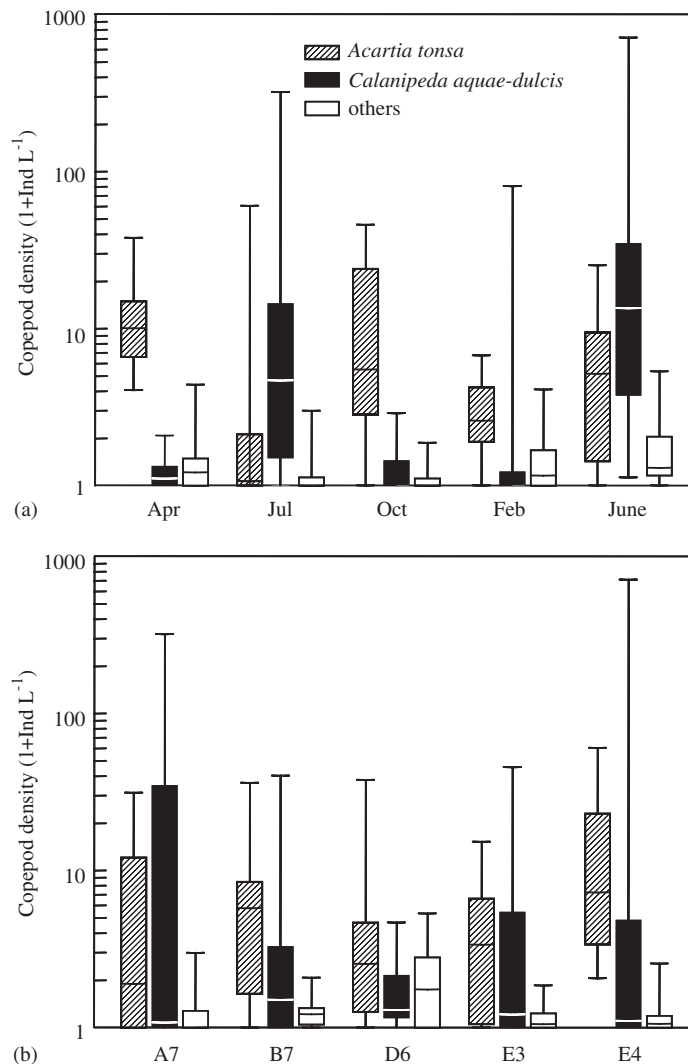 1000
100
10
1
Copepod density (1+Ind L⁻¹)
Acartia tonsa
Calanipeda aquae-dulcis
others
(a)
Apr Jul Oct Feb June
1000
100
10
1
Copepod density (1+Ind L⁻¹)
(b)
A7 B7 D6 E3 E4